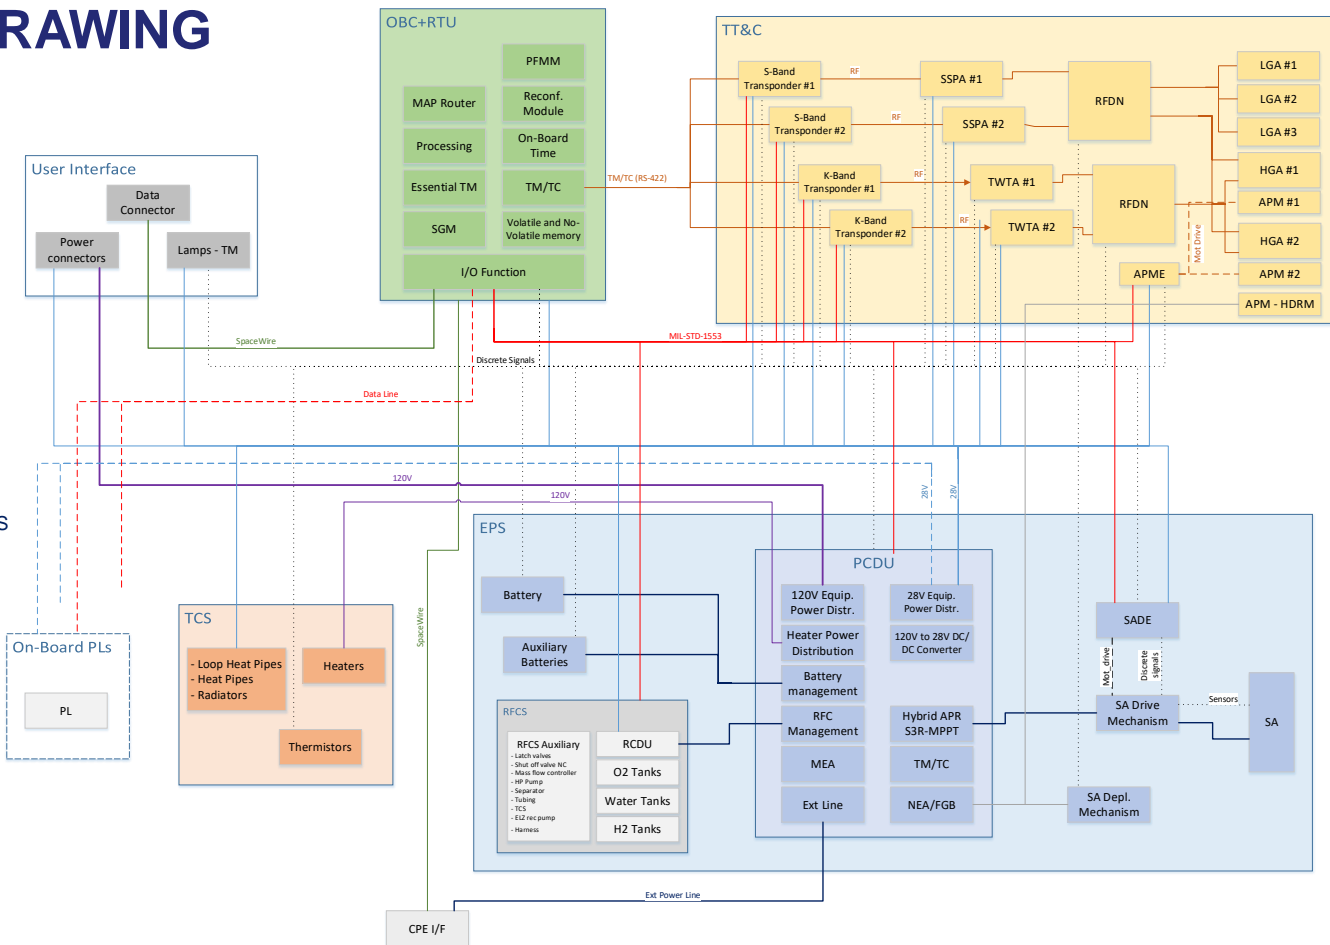 RAWING
OBC+RTU
PFMM
MAP Router
Reconf.
Module
Processing
On-Board
Time
Essential TM
TM/TC
SGM
Volatile and No-
Volatile memory
I/O Function
TM/TC (RS-422)
TT&C
S-Band
Transponder #1
RF
SSPA #1
S-Band
Transponder #2
RF
SSPA #2
RFDN
K-Band
Transponder #1
RF
TWTA #1
K-Band
Transponder #2
RF
TWTA #2
RFDN
APME
Mot Drive
LGA #1
LGA #2
LGA #3
HGA #1
APM #1
HGA #2
APM #2
APM - HDRM
User Interface
Data
Connector
Power
connectors
Lamps - TM
SpaceWire
MIL-STD-1553
Discrete Signals
Data Line
120V
120V
28V
28V
S
SpaceWire
On-Board PLs
PL
TCS
- Loop Heat Pipes
- Heat Pipes
- Radiators
Heaters
Thermistors
EPS
Battery
Auxiliary
Batteries
RFCS
RFCS Auxiliary
- Latch valves
- Shut off valve NC
- Mass flow controller
- HP Pump
- Separator
- Tubing
- TCS
- ELZ rec pump
- Harness
RCDU
O2 Tanks
Water Tanks
H2 Tanks
PCDU
120V Equip.
Power Distr.
28V Equip.
Power Distr.
Heater Power
Distribution
120V to 28V DC/
DC Converter
Battery
management
RFC
Management
Hybrid APR
S3R-MPPT
MEA
TM/TC
Ext Line
NEA/FGB
SADE
Mot_drive
Discrete
signals
SA Drive
Mechanism
Sensors
SA
SA Depl.
Mechanism
Ext Power Line
CPE I/F